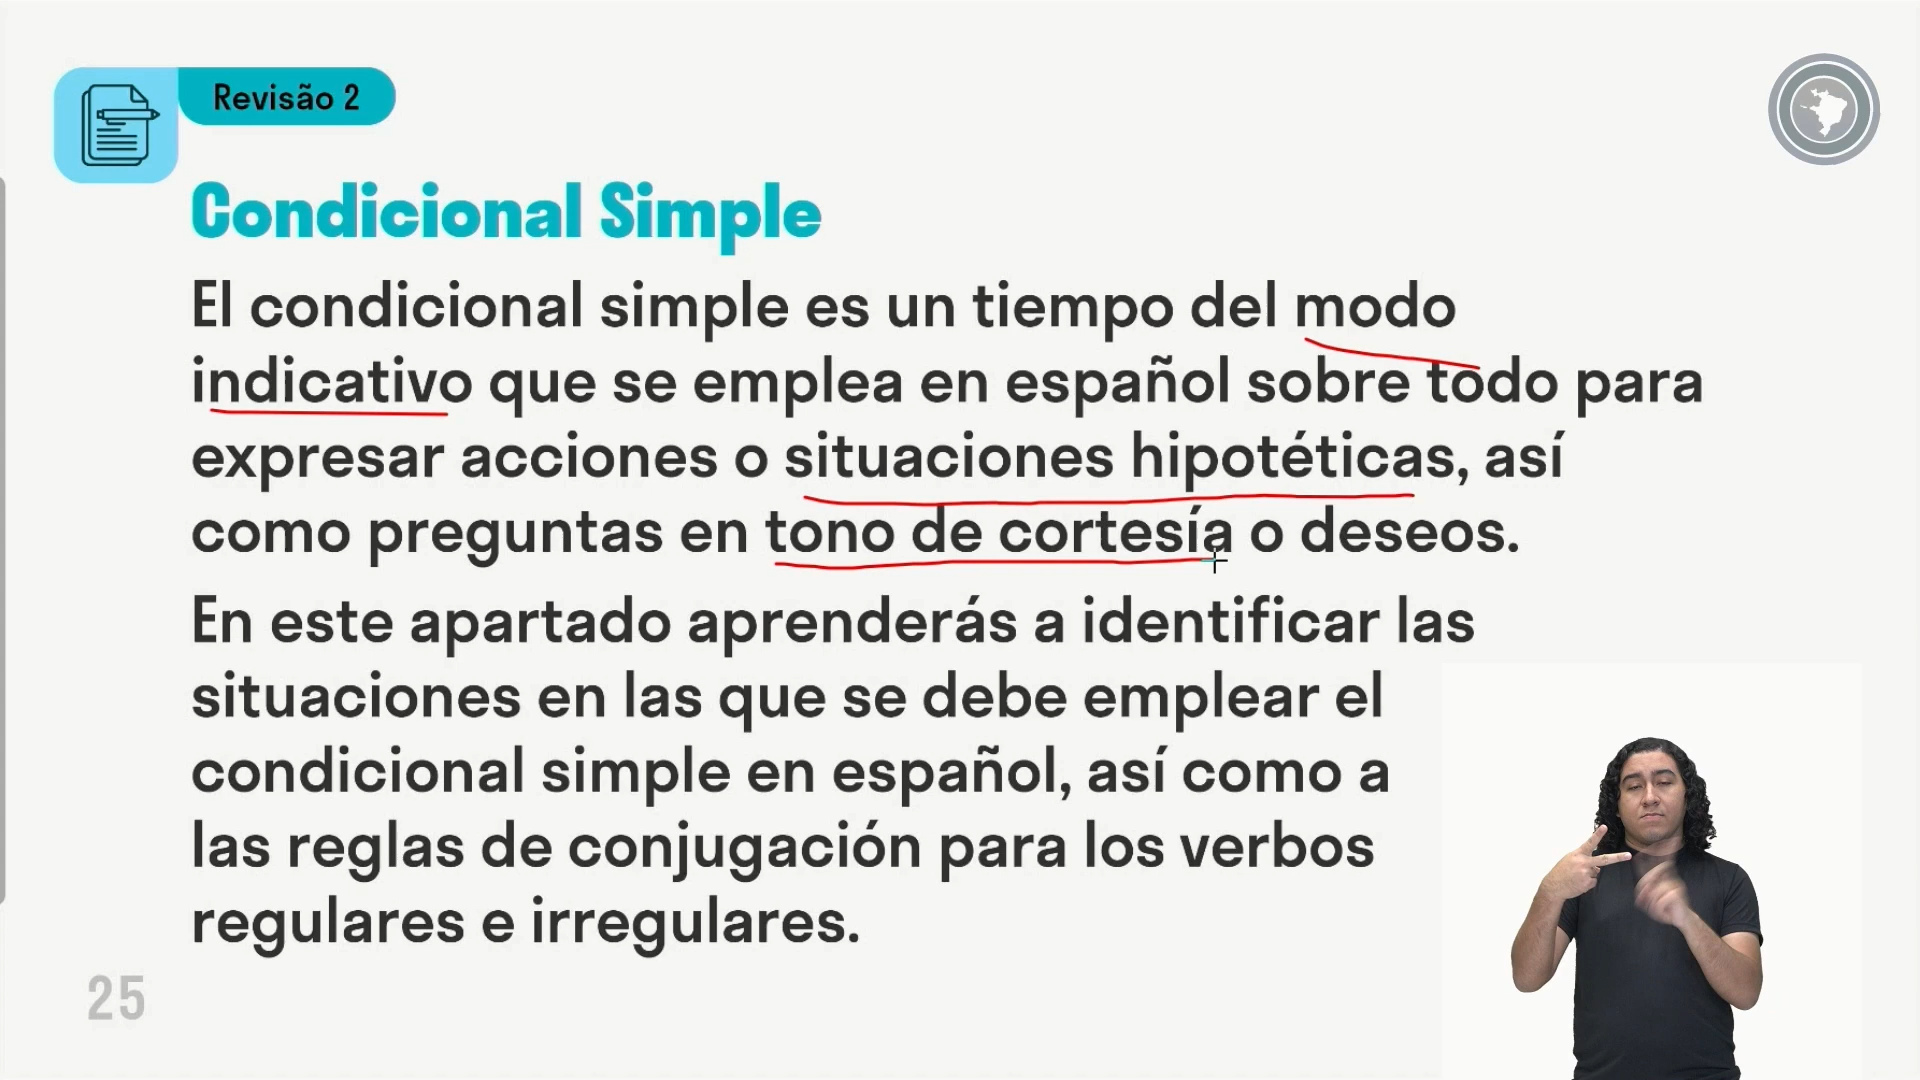 Revisão 2
Condicional Simple
El condicional simple es un tiempo del modo
indicativo que se emplea en español sobre todo para
expresar acciones o situaciones hipotéticas, así
como preguntas en tono de cortesía o deseos.
En este apartado aprenderás a identificar las
situaciones en las que se debe emplear el
condicional simple en español, así como a
las reglas de conjugación para los verbos
regulares e irregulares.
25